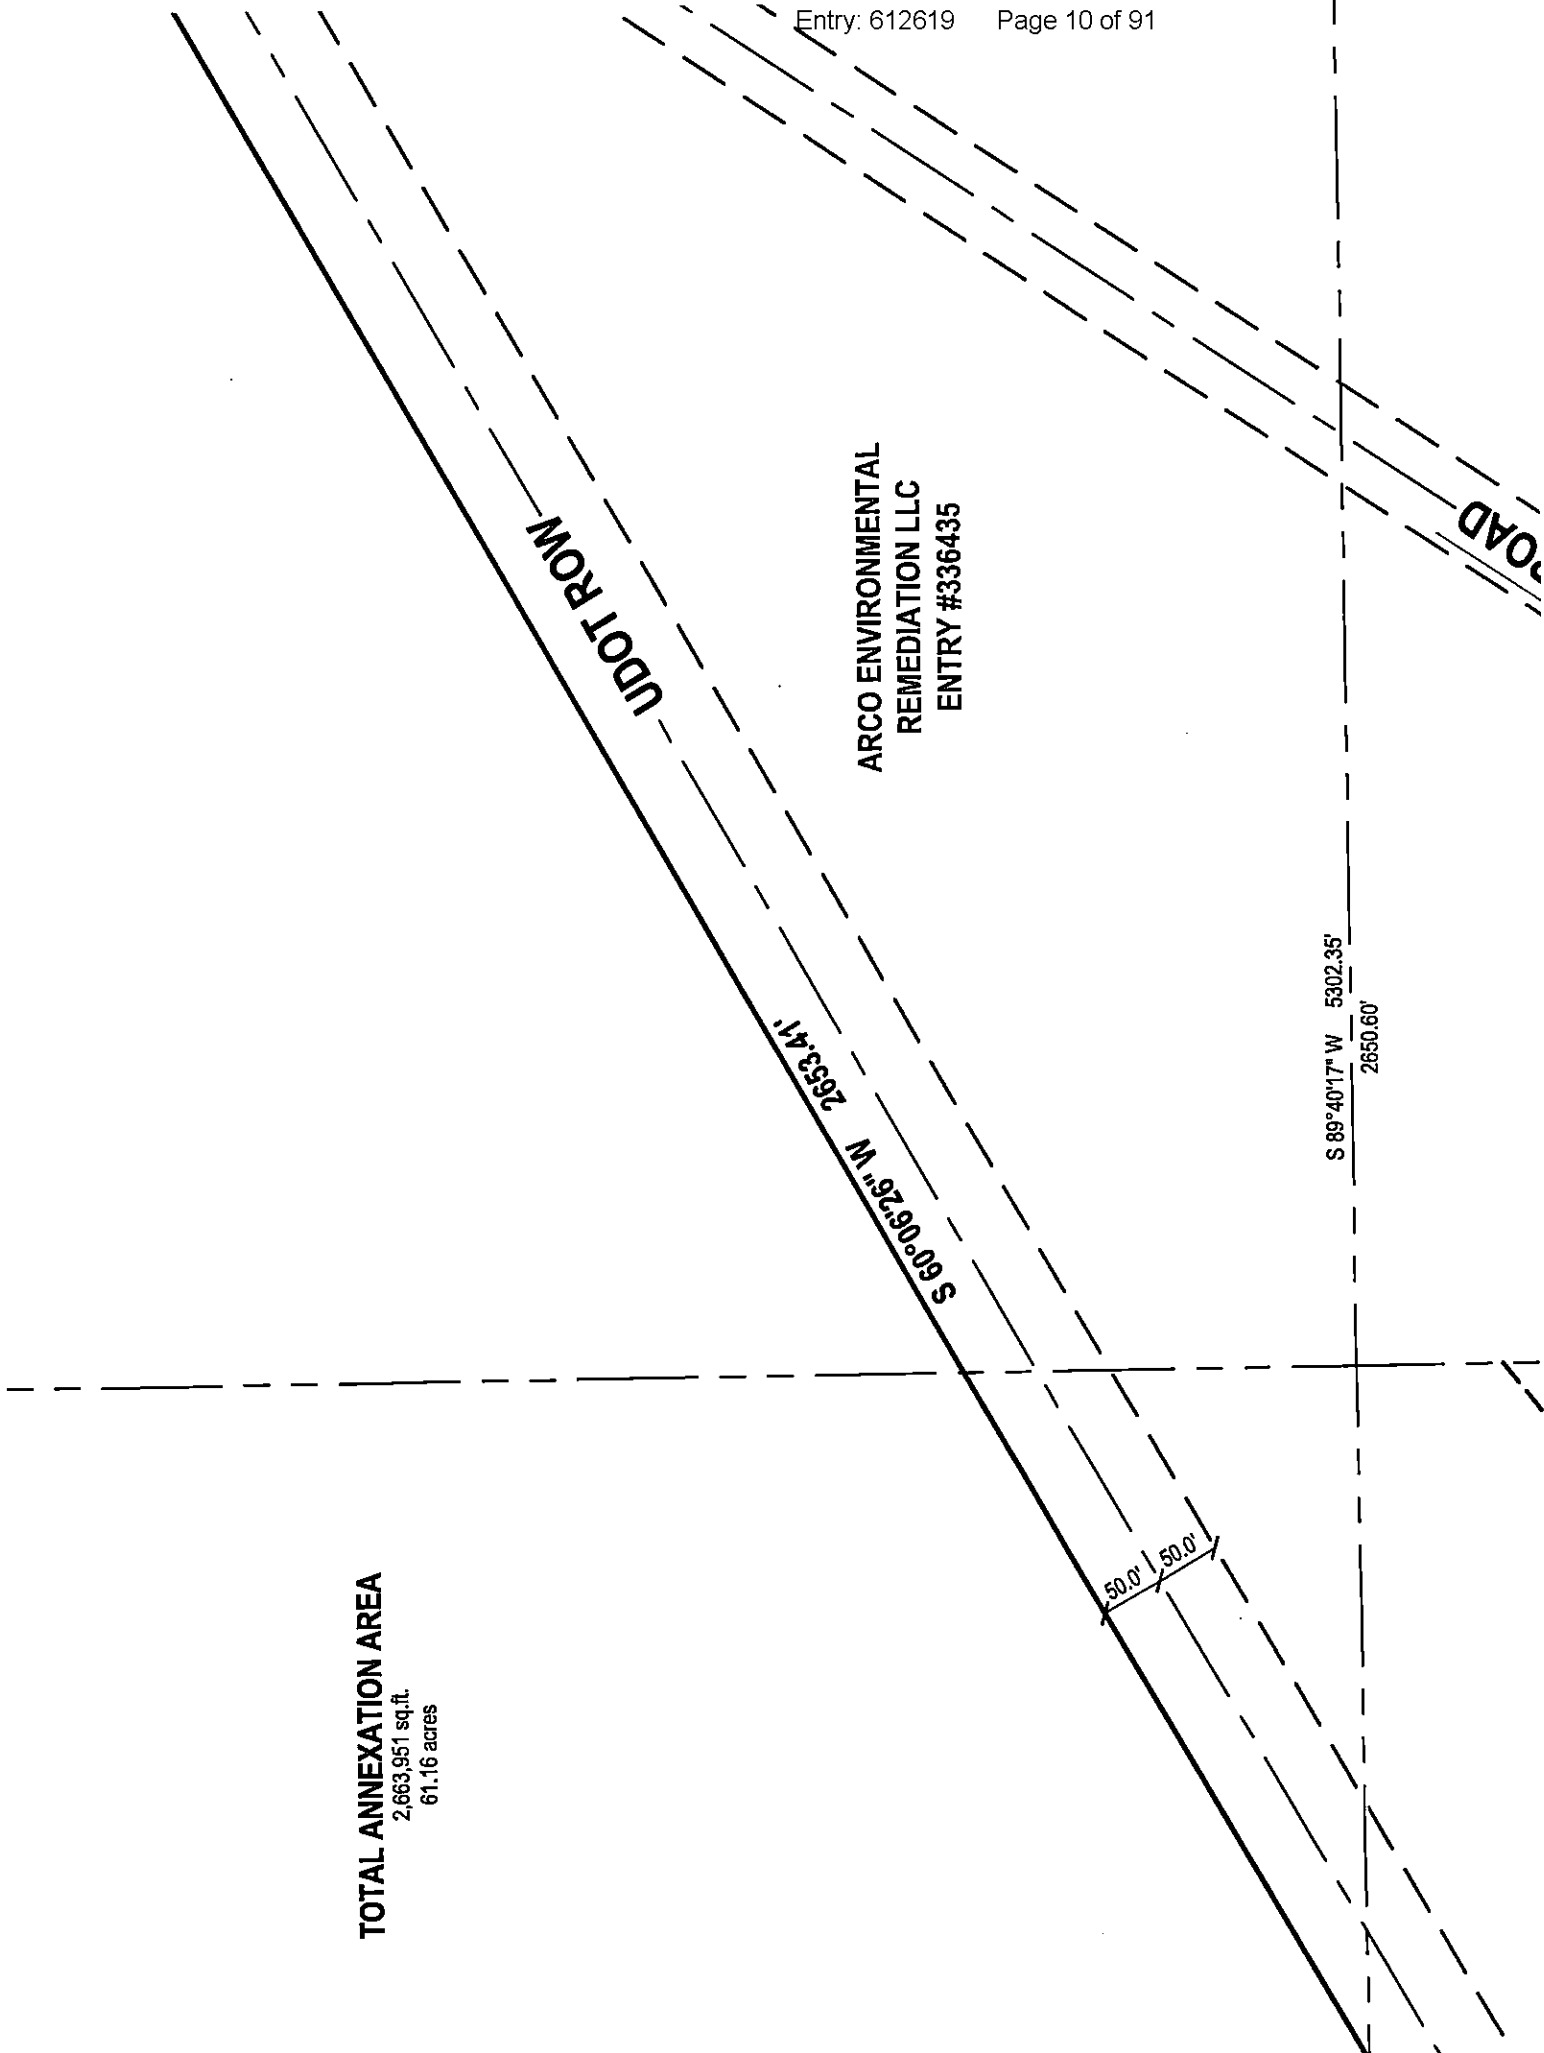 Entry: 612619 Page 10 of 91
UDOT ROW
ARCO ENVIRONMENTAL
REMEDIATION LLC
ENTRY #336435
S 60°06'26" W 2653.41'
S 89°40'17" W 5302.35'
2650.60'
50.0'
50.0'
TOTAL ANNEXATION AREA
2,663,951 sq.ft.
61.16 acres